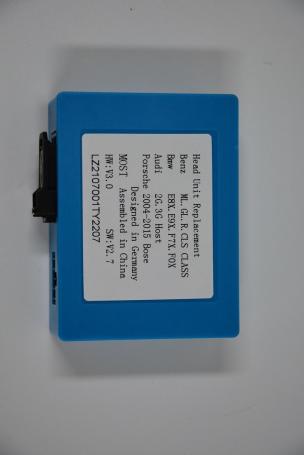 Head Unit Replacement
Benz ML.GL.R.CLS CLASS
Bmw E8X.E9X.F7X.F0X
Audi 2G.3G Host
Porsche 2004-2015 Bose
Designed in Germany
MOST Assembled in China
HW:V3.0 SW:V2.7
LZ2107001TY2207